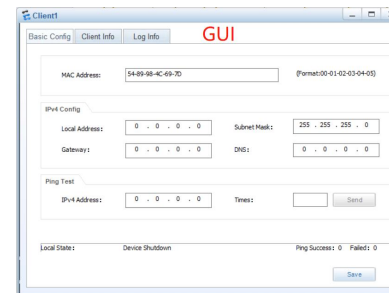 Client1
Basic Config Client Info Log Info GUI
MAC Address: 54-89-98-4C-69-7D (Format:00-01-02-03-04-05)
IPv4 Config
Local Address: 0 . 0 . 0 . 0 Subnet Mask: 255 . 255 . 255 . 0
Gateway: 0 . 0 . 0 . 0 DNS: 0 . 0 . 0 . 0
Ping Test
IPv4 Address: 0 . 0 . 0 . 0 Times: Send
Local State: Device Shutdown Ping Success: 0 Failed: 0
Save